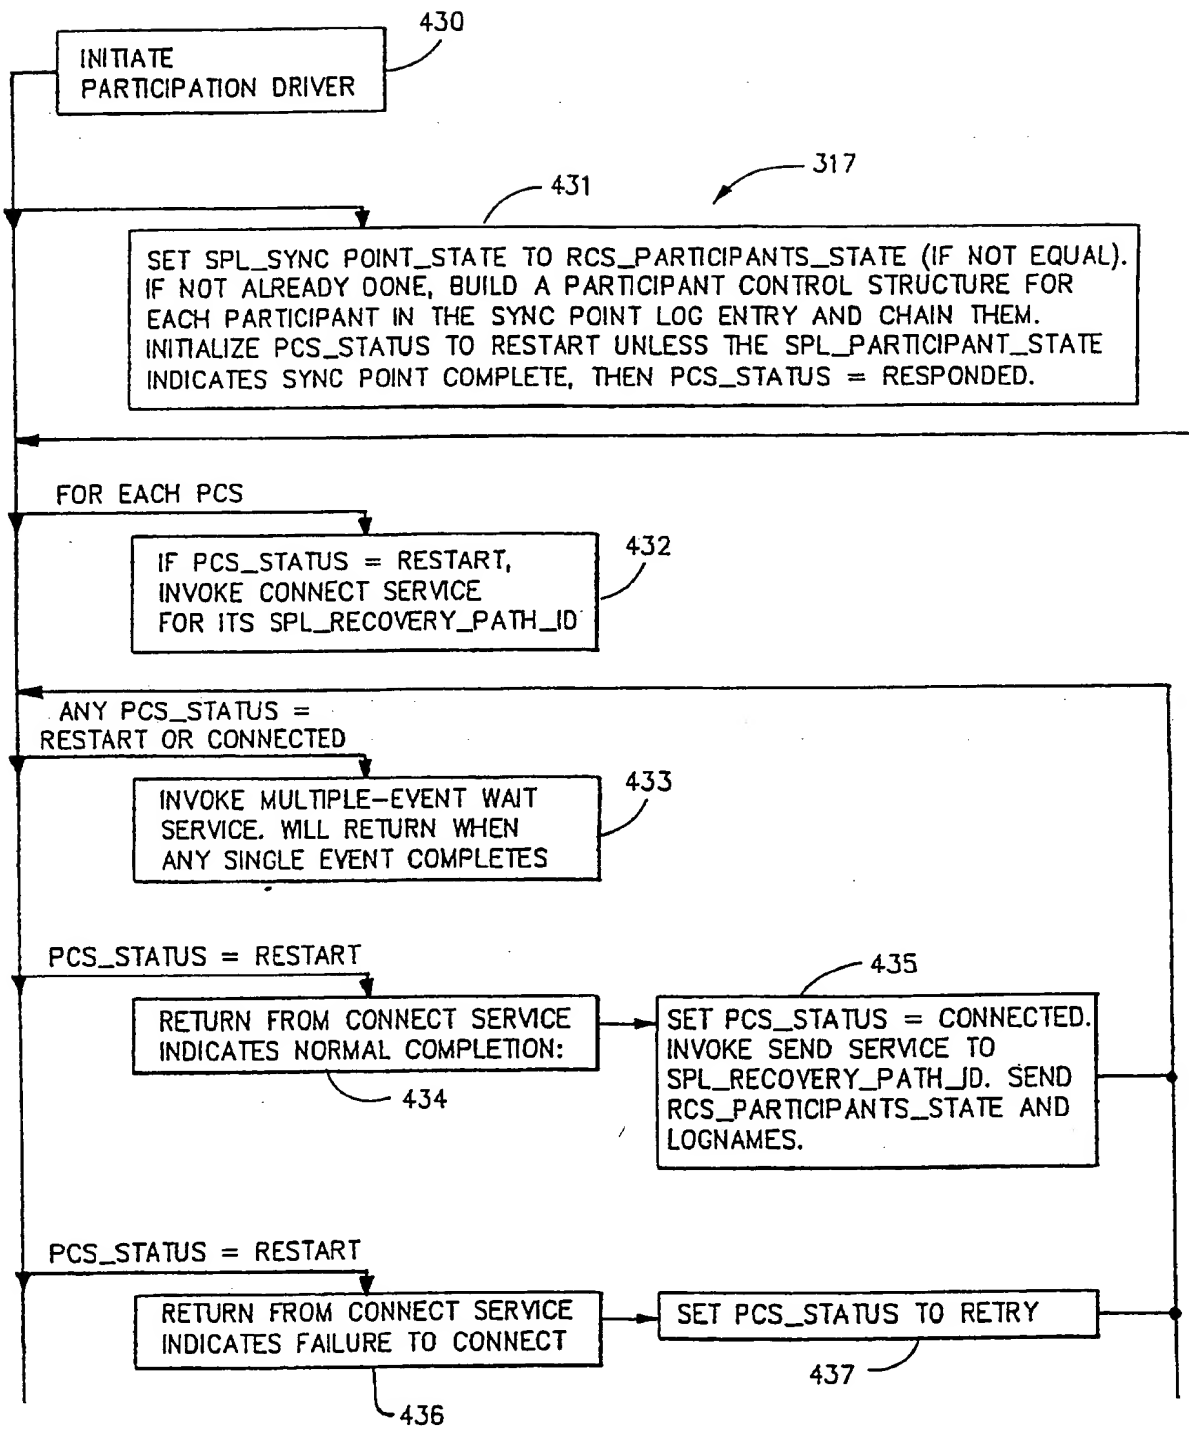 430
INITIATE
PARTICIPATION DRIVER
317
431
SET SPL_SYNC POINT_STATE TO RCS_PARTICIPANTS_STATE (IF NOT EQUAL).
IF NOT ALREADY DONE, BUILD A PARTICIPANT CONTROL STRUCTURE FOR
EACH PARTICIPANT IN THE SYNC POINT LOG ENTRY AND CHAIN THEM.
INITIALIZE PCS_STATUS TO RESTART UNLESS THE SPL_PARTICIPANT_STATE
INDICATES SYNC POINT COMPLETE, THEN PCS_STATUS = RESPONDED.
FOR EACH PCS
432
IF PCS_STATUS = RESTART,
INVOKE CONNECT SERVICE
FOR ITS SPL_RECOVERY_PATH_ID
ANY PCS_STATUS =
RESTART OR CONNECTED
433
INVOKE MULTIPLE-EVENT WAIT
SERVICE. WILL RETURN WHEN
ANY SINGLE EVENT COMPLETES
PCS_STATUS = RESTART
RETURN FROM CONNECT SERVICE
INDICATES NORMAL COMPLETION:
434
435
SET PCS_STATUS = CONNECTED.
INVOKE SEND SERVICE TO
SPL_RECOVERY_PATH_ID. SEND
RCS_PARTICIPANTS_STATE AND
LOGNAMES.
PCS_STATUS = RESTART
RETURN FROM CONNECT SERVICE
INDICATES FAILURE TO CONNECT
436
SET PCS_STATUS TO RETRY
437